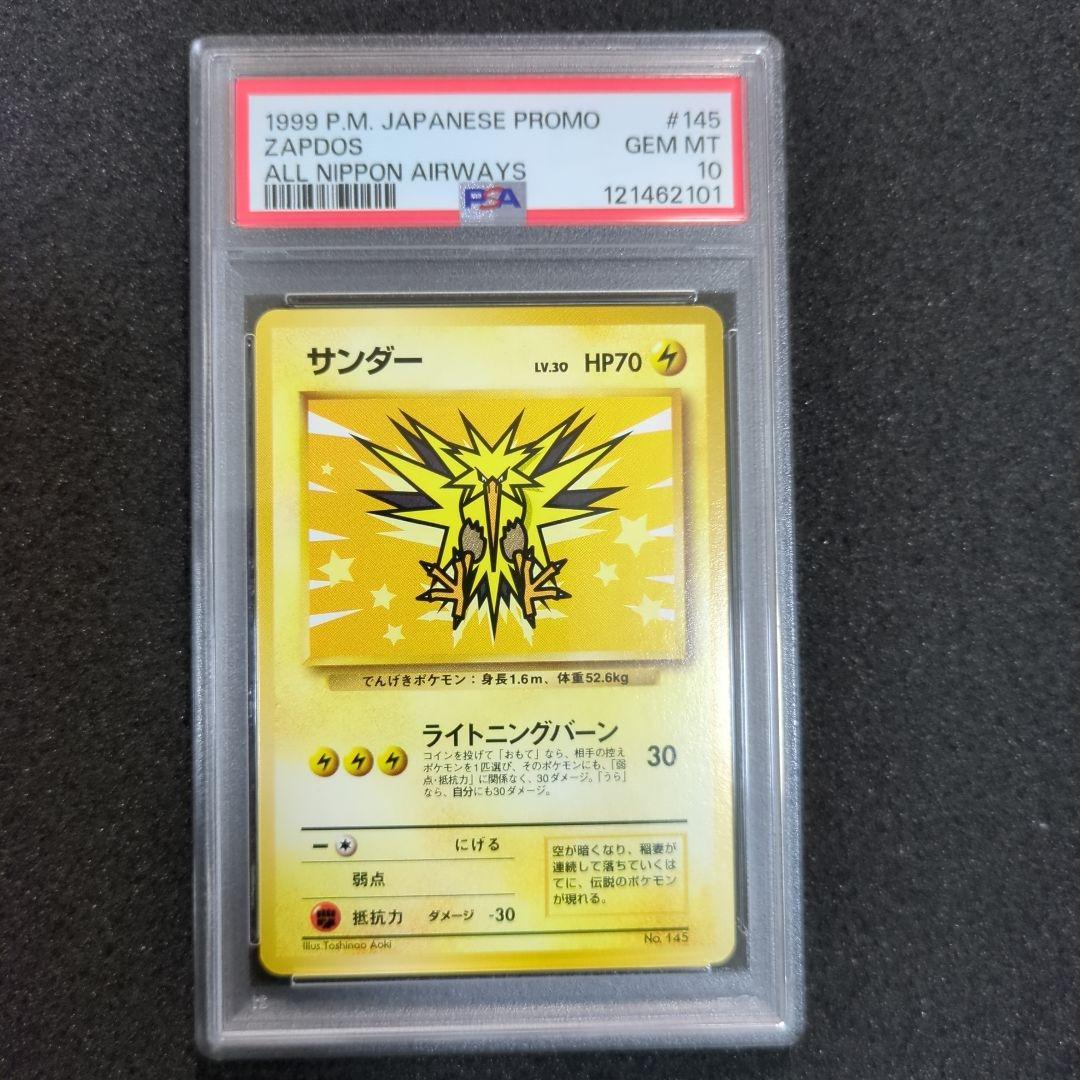 1999 P.M. JAPANESE PROMO #145
ZAPDOS GEM MT
ALL NIPPON AIRWAYS 10
PSA 121462101
サンダー LV.30 HP70
でんげきポケモン：身長1.6m、体重52.6kg
ライトニングバーン 30
コインを投げて「おもて」なら、相手の控え
ポケモンを1匹選び、そのポケモンにも、「弱
点・抵抗力」に関係なく、30ダメージ。「うら」
なら、自分にも30ダメージ。
ー にげる
弱点
抵抗力 ダメージ -30
空が暗くなり、稲妻が
連続して落ちていくは
てに、伝説のポケモン
が現れる。
Illus.Toshinao Aoki No. 145